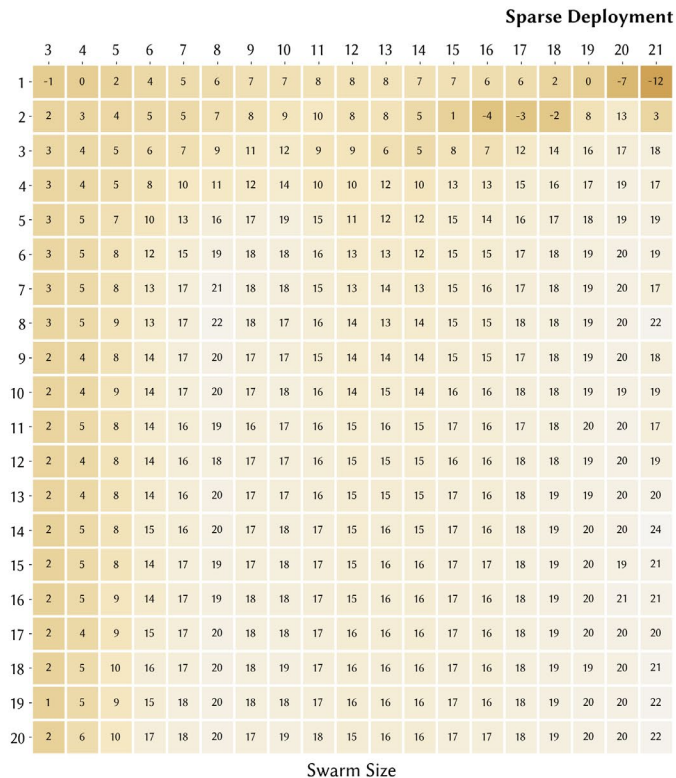 Sparse Deployment
3 4 5 6 7 8 9 10 11 12 13 14 15 16 17 18 19 20 21
1 -1 0 2 4 5 6 7 7 8 8 8 7 7 6 6 2 0 -7 -12
2 2 3 4 5 5 7 8 9 10 8 8 5 1 -4 -3 -2 8 13 3
3 3 4 5 6 7 9 11 12 9 9 6 5 8 7 12 14 16 17 18
4 3 4 5 8 10 11 12 14 10 10 12 10 13 13 15 16 17 19 17
5 3 5 7 10 13 16 17 19 15 11 12 12 15 14 16 17 18 19 19
6 3 5 8 12 15 19 18 18 16 13 13 12 15 15 17 18 19 20 19
7 3 5 8 13 17 21 18 18 15 13 14 13 15 16 17 18 19 20 17
8 3 5 9 13 17 22 18 17 16 14 13 14 15 15 18 18 19 20 22
9 2 4 8 14 17 20 17 17 15 14 14 14 15 15 17 18 19 20 18
10 2 4 9 14 17 20 17 18 16 14 15 14 16 16 18 18 19 19 19
11 2 5 8 14 16 19 16 17 16 15 16 15 17 16 17 18 20 20 17
12 2 4 8 14 16 18 17 17 16 15 15 15 16 16 18 18 19 20 19
13 2 4 8 14 16 20 17 17 16 15 15 15 17 16 18 19 19 20 20
14 2 5 8 15 16 20 17 18 17 15 16 15 17 16 18 19 20 20 24
15 2 5 8 14 17 19 17 18 17 15 16 16 17 17 18 19 20 19 21
16 2 5 9 14 17 19 18 18 17 15 16 16 17 16 18 19 20 21 21
17 2 4 9 15 17 20 18 18 17 16 16 16 17 16 18 19 20 20 20
18 2 5 10 16 17 20 18 19 17 16 16 16 17 16 18 19 19 20 21
19 1 5 9 15 18 20 18 18 17 16 16 16 17 16 18 19 20 20 22
20 2 6 10 17 18 20 17 19 18 15 16 16 17 17 18 19 20 20 22
Swarm Size